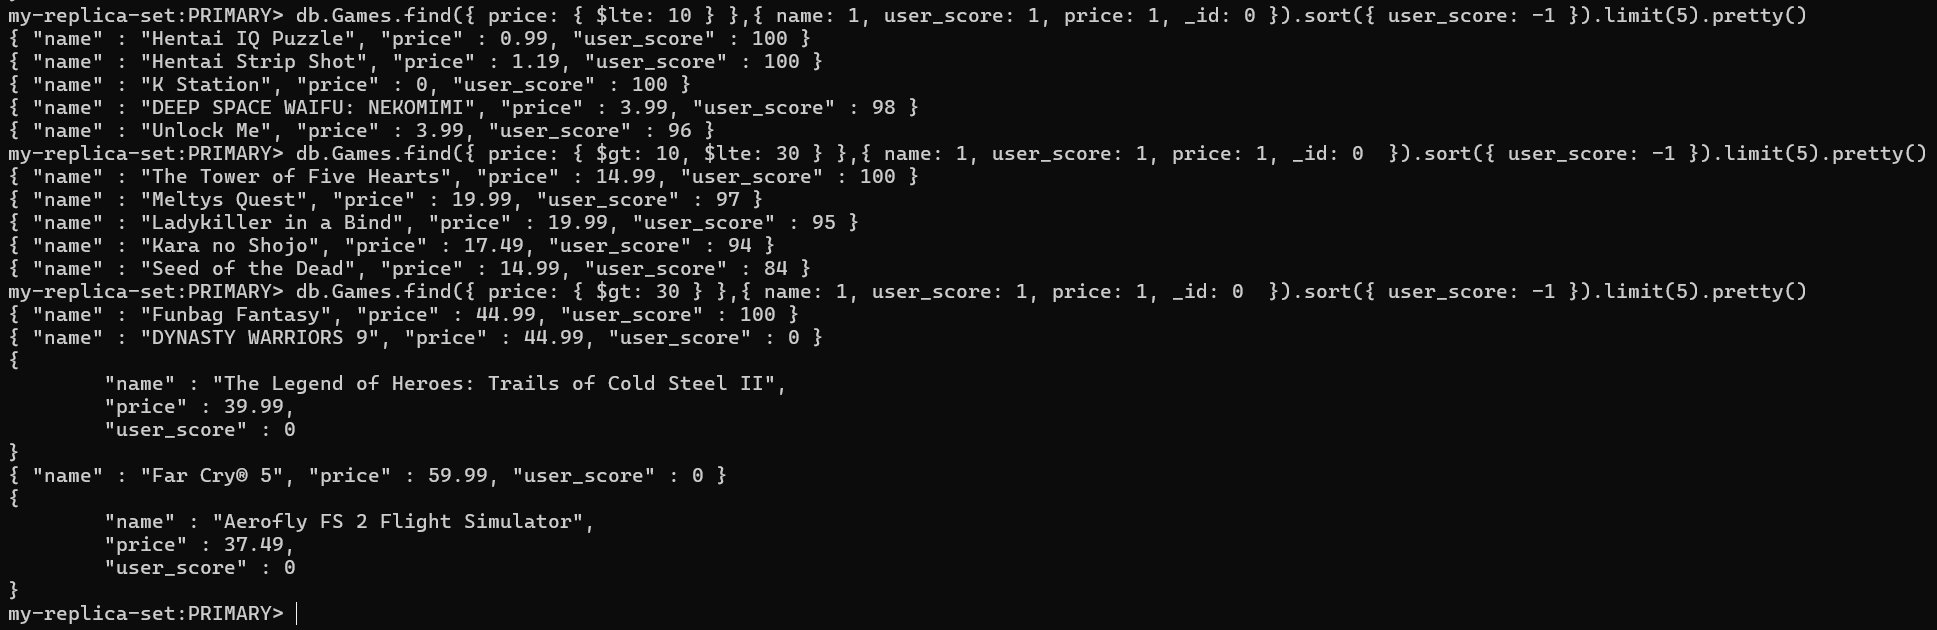 my-replica-set:PRIMARY> db.Games.find({ price: { $lte: 10 } },{ name: 1, user_score: 1, price: 1, _id: 0 }).sort({ user_score: -1 }).limit(5).pretty()
{ "name" : "Hentai IQ Puzzle", "price" : 0.99, "user_score" : 100 }
{ "name" : "Hentai Strip Shot", "price" : 1.19, "user_score" : 100 }
{ "name" : "K Station", "price" : 0, "user_score" : 100 }
{ "name" : "DEEP SPACE WAIFU: NEKOMIMI", "price" : 3.99, "user_score" : 98 }
{ "name" : "Unlock Me", "price" : 3.99, "user_score" : 96 }
my-replica-set:PRIMARY> db.Games.find({ price: { $gt: 10, $lte: 30 } },{ name: 1, user_score: 1, price: 1, _id: 0  }).sort({ user_score: -1 }).limit(5).pretty()
{ "name" : "The Tower of Five Hearts", "price" : 14.99, "user_score" : 100 }
{ "name" : "Meltys Quest", "price" : 19.99, "user_score" : 97 }
{ "name" : "Ladykiller in a Bind", "price" : 19.99, "user_score" : 95 }
{ "name" : "Kara no Shojo", "price" : 17.49, "user_score" : 94 }
{ "name" : "Seed of the Dead", "price" : 14.99, "user_score" : 84 }
my-replica-set:PRIMARY> db.Games.find({ price: { $gt: 30 } },{ name: 1, user_score: 1, price: 1, _id: 0  }).sort({ user_score: -1 }).limit(5).pretty()
{ "name" : "Funbag Fantasy", "price" : 44.99, "user_score" : 100 }
{ "name" : "DYNASTY WARRIORS 9", "price" : 44.99, "user_score" : 0 }
{
        "name" : "The Legend of Heroes: Trails of Cold Steel II",
        "price" : 39.99,
        "user_score" : 0
}
{ "name" : "Far Cry® 5", "price" : 59.99, "user_score" : 0 }
{
        "name" : "Aerofly FS 2 Flight Simulator",
        "price" : 37.49,
        "user_score" : 0
}
my-replica-set:PRIMARY>